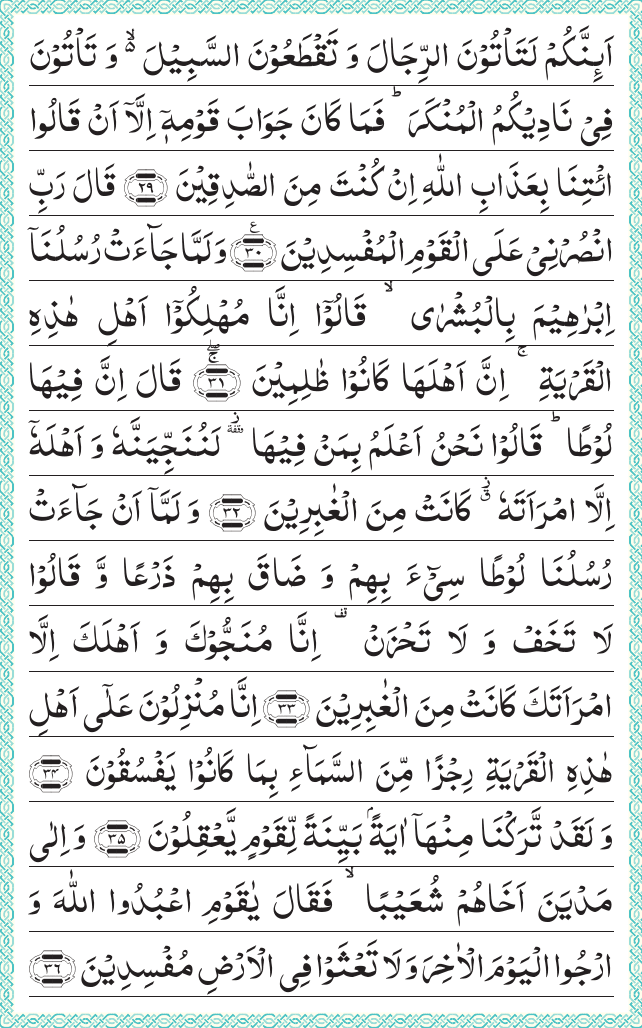 اَئِنَّكُمْ لَتَاْتُوْنَ الرِّجَالَ وَ تَقْطَعُوْنَ السَّبِیْلَ ۙ۬ وَ تَاْتُوْنَ
فِیْ نَادِیْكُمُ الْمُنْكَرَ ؕ فَمَا كَانَ جَوَابَ قَوْمِهٖۤ اِلَّاۤ اَنْ قَالُوا
ائْتِنَا بِعَذَابِ اللّٰهِ اِنْ كُنْتَ مِنَ الصّٰدِقِیْنَ ﴿۲۹﴾ قَالَ رَبِّ
انْصُرْنِیْ عَلَی الْقَوْمِ الْمُفْسِدِیْنَ ﴿۳۰﴾ ع وَلَمَّا جَآءَتْ رُسُلُنَاۤ
اِبْرٰهِیْمَ بِالْبُشْرٰی ۙ قَالُوْۤا اِنَّا مُهْلِكُوْۤا اَهْلِ هٰذِهِ
الْقَرْیَةِ ۚ اِنَّ اَهْلَهَا كَانُوْا ظٰلِمِیْنَ ﴿۳۱﴾ۚۖ قَالَ اِنَّ فِیْهَا
لُوْطًا ؕ قَالُوْا نَحْنُ اَعْلَمُ بِمَنْ فِیْهَا ٝ۫ لَنُنَجِّیَنَّهٗ وَ اَهْلَهٗۤ
اِلَّا امْرَاَتَهٗ ٗ۫ كَانَتْ مِنَ الْغٰبِرِیْنَ ﴿۳۲﴾ وَ لَمَّاۤ اَنْ جَآءَتْ
رُسُلُنَا لُوْطًا سِیْٓءَ بِهِمْ وَ ضَاقَ بِهِمْ ذَرْعًا وَّ قَالُوْا
لَا تَخَفْ وَ لَا تَحْزَنْ ۫ اِنَّا مُنَجُّوْكَ وَ اَهْلَكَ اِلَّا
امْرَاَتَكَ كَانَتْ مِنَ الْغٰبِرِیْنَ ﴿۳۳﴾ اِنَّا مُنْزِلُوْنَ عَلٰۤی اَهْلِ
هٰذِهِ الْقَرْیَةِ رِجْزًا مِّنَ السَّمَآءِ بِمَا كَانُوْا یَفْسُقُوْنَ ﴿۳۴﴾
وَ لَقَدْ تَّرَكْنَا مِنْهَاۤ اٰیَةًۢ بَیِّنَةً لِّقَوْمٍ یَّعْقِلُوْنَ ﴿۳۵﴾ وَ اِلٰی
مَدْیَنَ اَخَاهُمْ شُعَیْبًا ۙ فَقَالَ یٰقَوْمِ اعْبُدُوا اللّٰهَ وَ
ارْجُوا الْیَوْمَ الْاٰخِرَ وَ لَا تَعْثَوْا فِی الْاَرْضِ مُفْسِدِیْنَ ﴿۳۶﴾